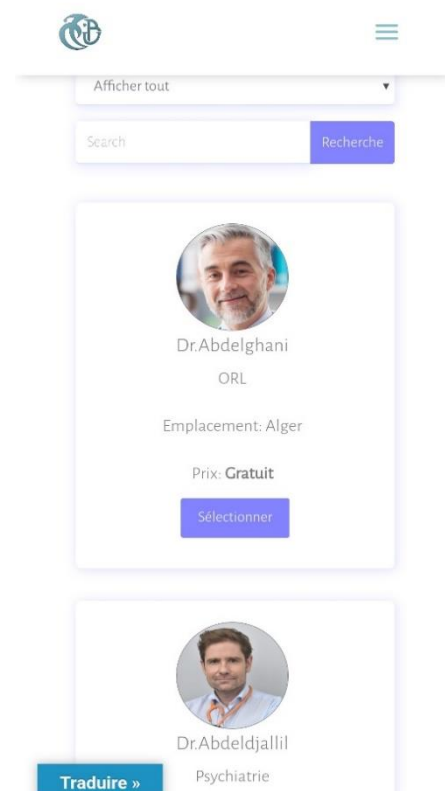 Afficher tout
Search
Recherche
Dr.Abdelghani
ORL
Emplacement: Alger
Prix: Gratuit
Sélectionner
Dr.Abdeldjallil
Psychiatrie
Traduire »